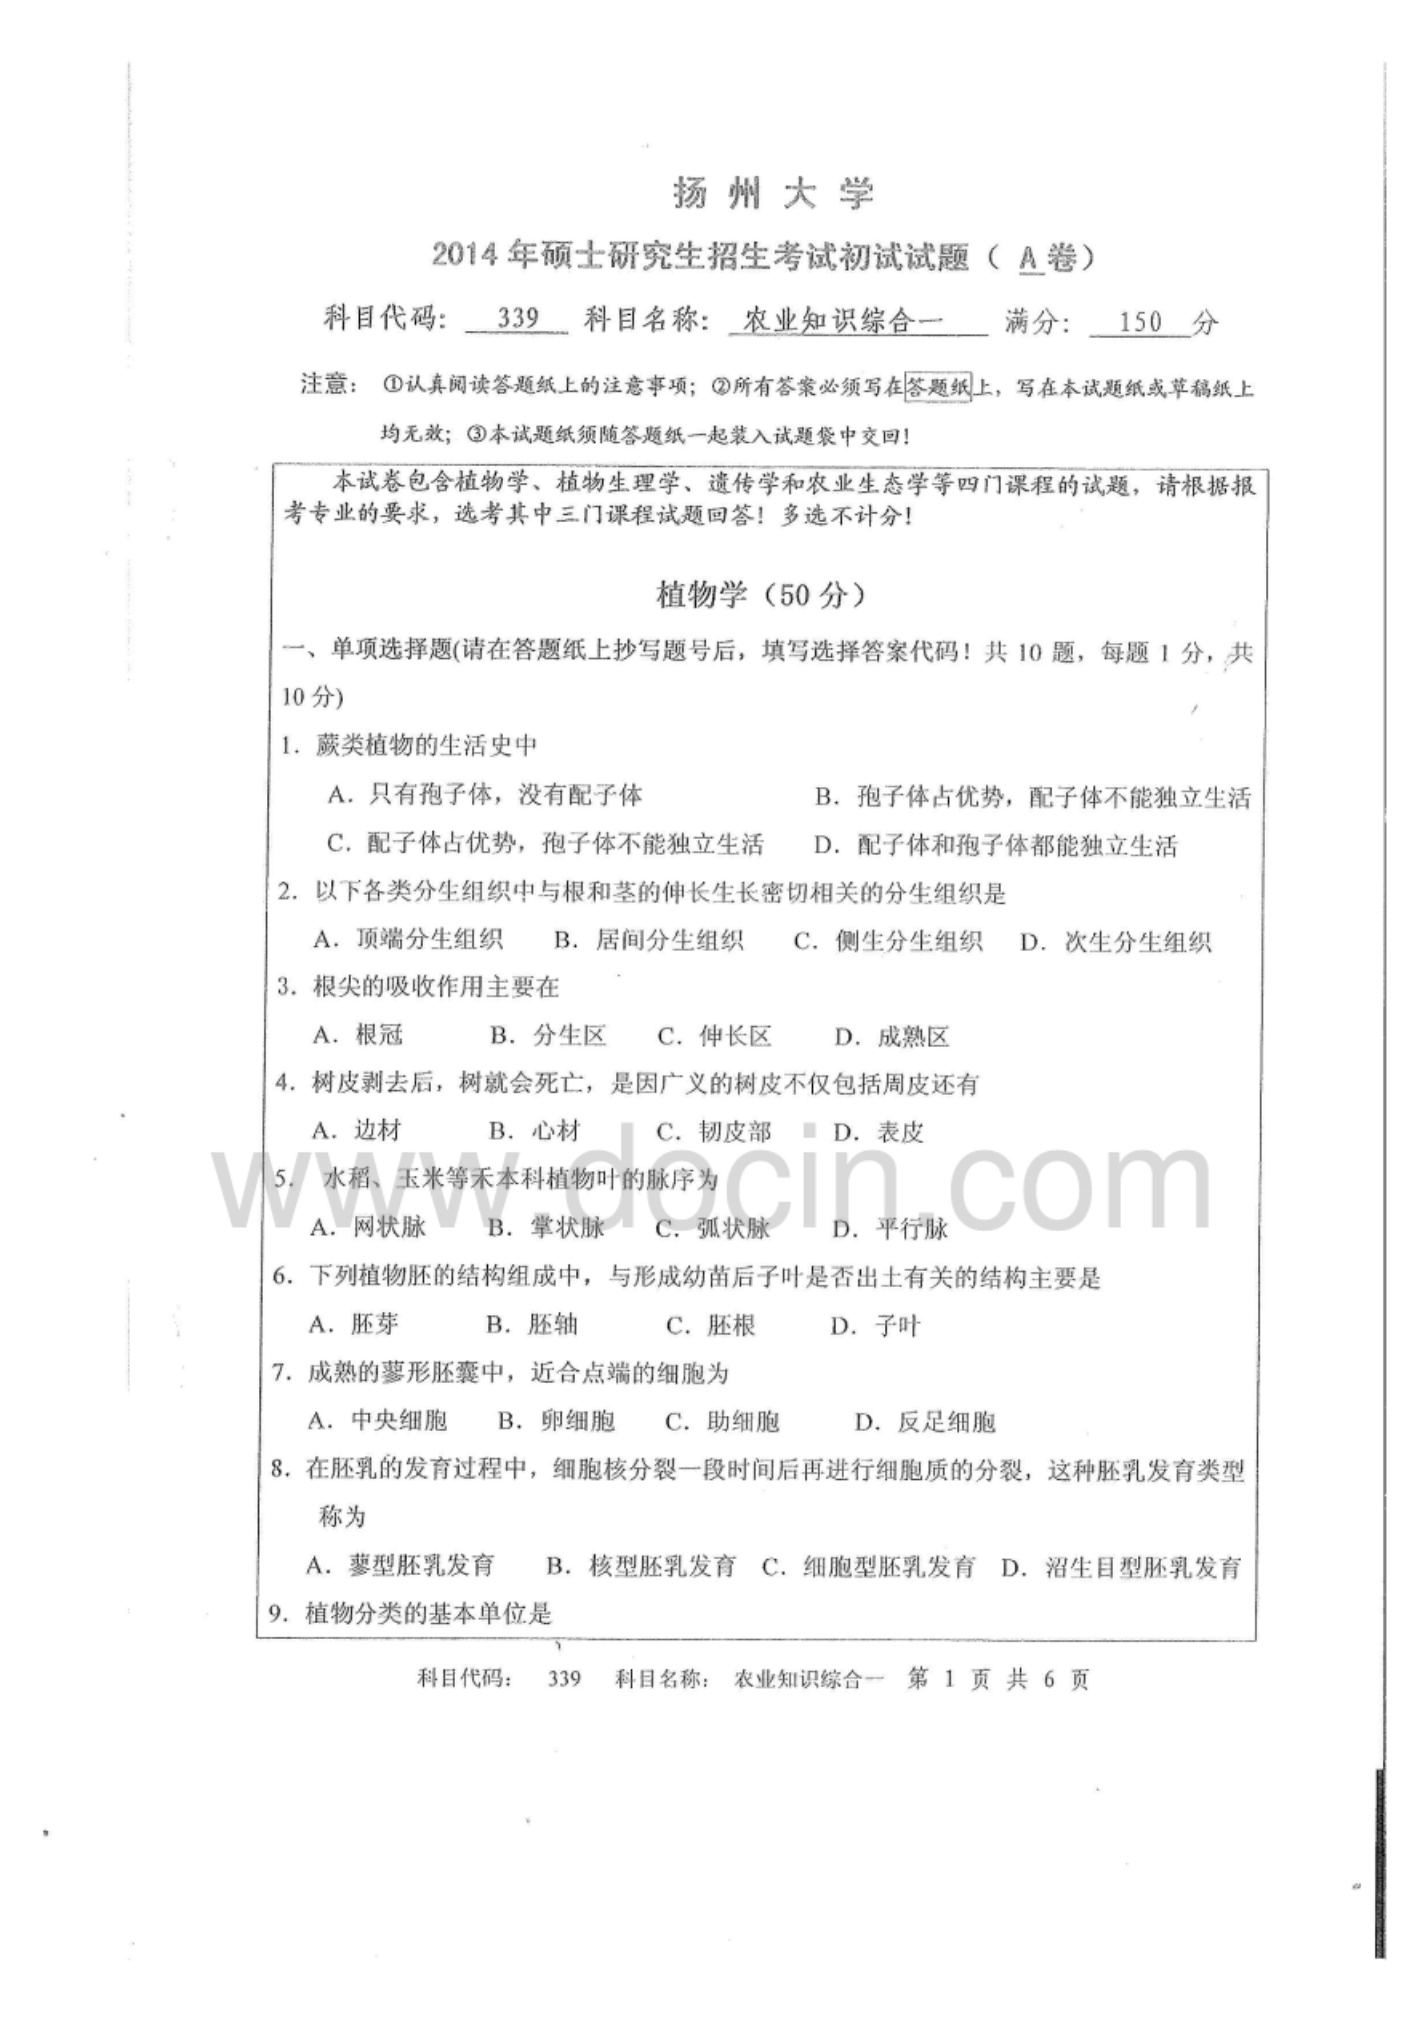 扬州大学
2014年硕士研究生招生考试初试试题（ A 卷）
科目代码： 339 科目名称： 农业知识综合一 满分： 150 分
注意： ①认真阅读答题纸上的注意事项；②所有答案必须写在答题纸上，写在本试题纸或草稿纸上
均无效；③本试题纸须随答题纸一起装入试题袋中交回！
本试卷包含植物学、植物生理学、遗传学和农业生态学等四门课程的试题，请根据报
考专业的要求，选考其中三门课程试题回答！多选不计分！
植物学（50 分）
一、单项选择题(请在答题纸上抄写题号后，填写选择答案代码！共 10 题，每题 1 分，共
10 分)
1．蕨类植物的生活史中
A．只有孢子体，没有配子体 B．孢子体占优势，配子体不能独立生活
C．配子体占优势，孢子体不能独立生活 D．配子体和孢子体都能独立生活
2．以下各类分生组织中与根和茎的伸长生长密切相关的分生组织是
A．顶端分生组织 B．居间分生组织 C．侧生分生组织 D．次生分生组织
3．根尖的吸收作用主要在
A．根冠 B．分生区 C．伸长区 D．成熟区
4．树皮剥去后，树就会死亡，是因广义的树皮不仅包括周皮还有
A．边材 B．心材 C．韧皮部 D．表皮
www.docin.com
5． 水稻、玉米等禾本科植物叶的脉序为
A．网状脉 B．掌状脉 C．弧状脉 D．平行脉
6．下列植物胚的结构组成中，与形成幼苗后子叶是否出土有关的结构主要是
A．胚芽 B．胚轴 C．胚根 D．子叶
7．成熟的蓼形胚囊中，近合点端的细胞为
A．中央细胞 B．卵细胞 C．助细胞 D．反足细胞
8．在胚乳的发育过程中，细胞核分裂一段时间后再进行细胞质的分裂，这种胚乳发育类型
称为
A．蓼型胚乳发育 B．核型胚乳发育 C．细胞型胚乳发育 D．沼生目型胚乳发育
9．植物分类的基本单位是
科目代码： 339 科目名称： 农业知识综合一 第 1 页 共 6 页